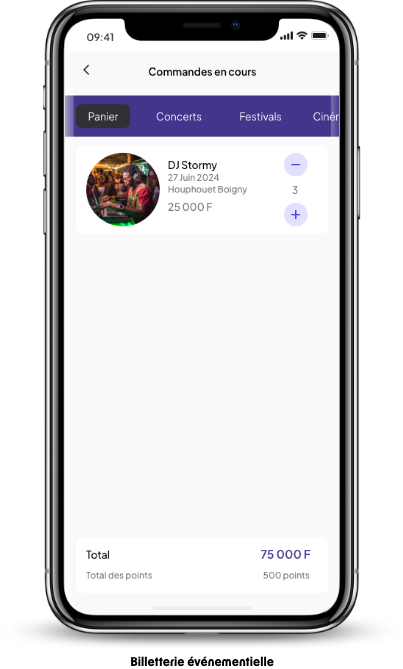 09:41
Commandes en cours
Panier Concerts Festivals Ciném
DJ Stormy
27 Juin 2024
Houphouet Boigny
25 000 F
3
Total 75 000 F
Total des points 500 points
Billetterie événementielle